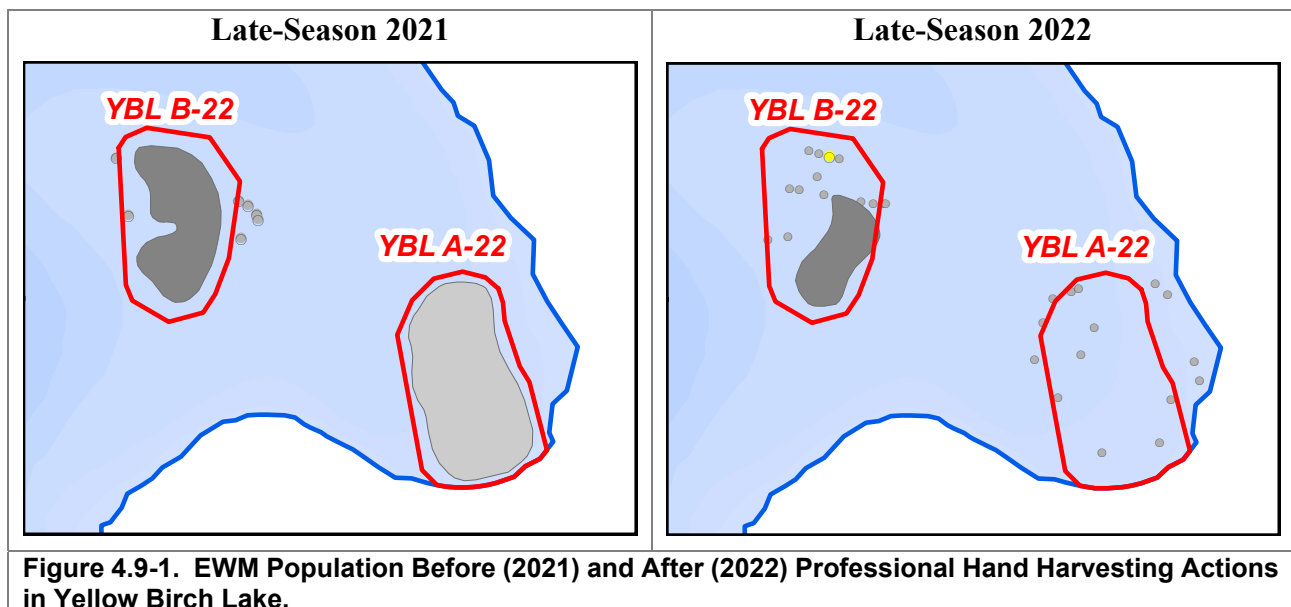 Late-Season 2021
Late-Season 2022
YBL B-22
YBL A-22
YBL B-22
YBL A-22
Figure 4.9-1. EWM Population Before (2021) and After (2022) Professional Hand Harvesting Actions
in Yellow Birch Lake.